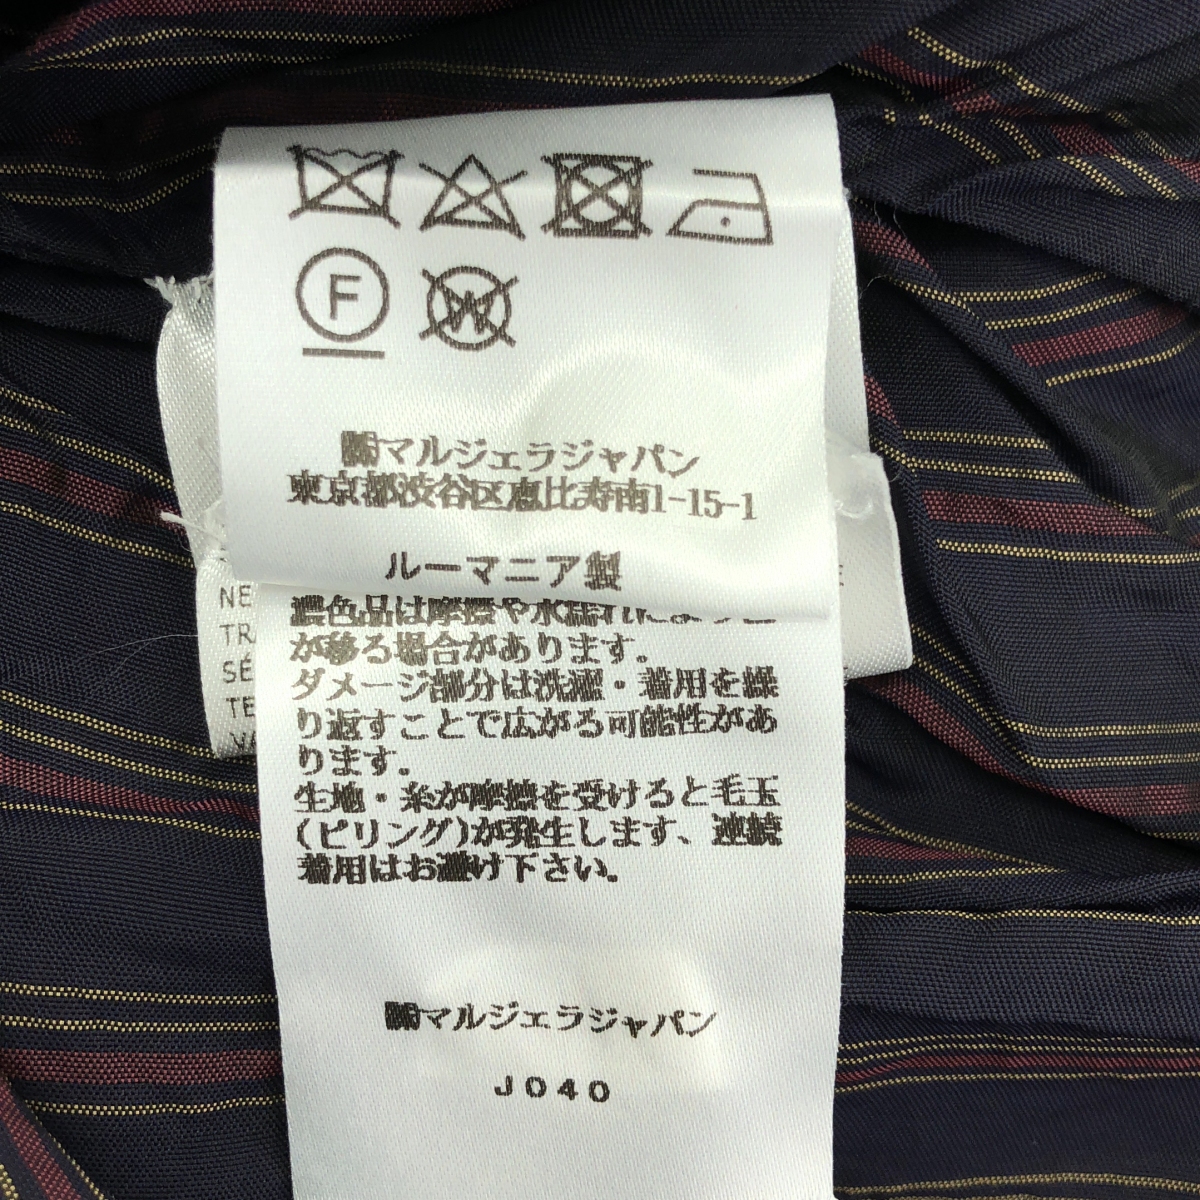 F
W
㈱マルジェラジャパン
東京都渋谷区恵比寿南1-15-1
ルーマニア製
NE
TRA
SÉ
TE
E
濃色品は摩擦や水濡れにより色
が移る場合があります。
ダメージ部分は洗濯・着用を繰
り返すことで広がる可能性があ
ります。
生地・糸が摩擦を受けると毛玉
(ピリング)が発生します、連続
着用はお避け下さい。
㈱マルジェラジャパン
J040